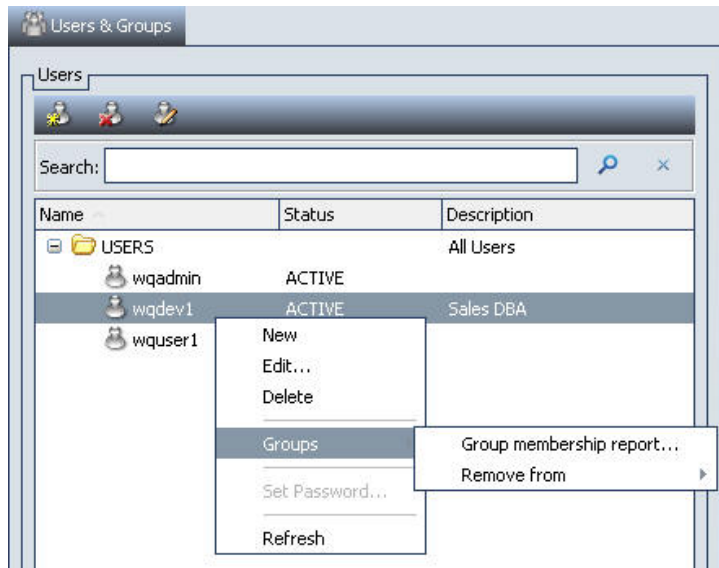 Users & Groups
Users
Search:
Name Status Description
USERS All Users
wqadmin ACTIVE
wqdev1 ACTIVE Sales DBA
wquser1
New
Edit...
Delete
Groups
Group membership report...
Remove from
Set Password...
Refresh